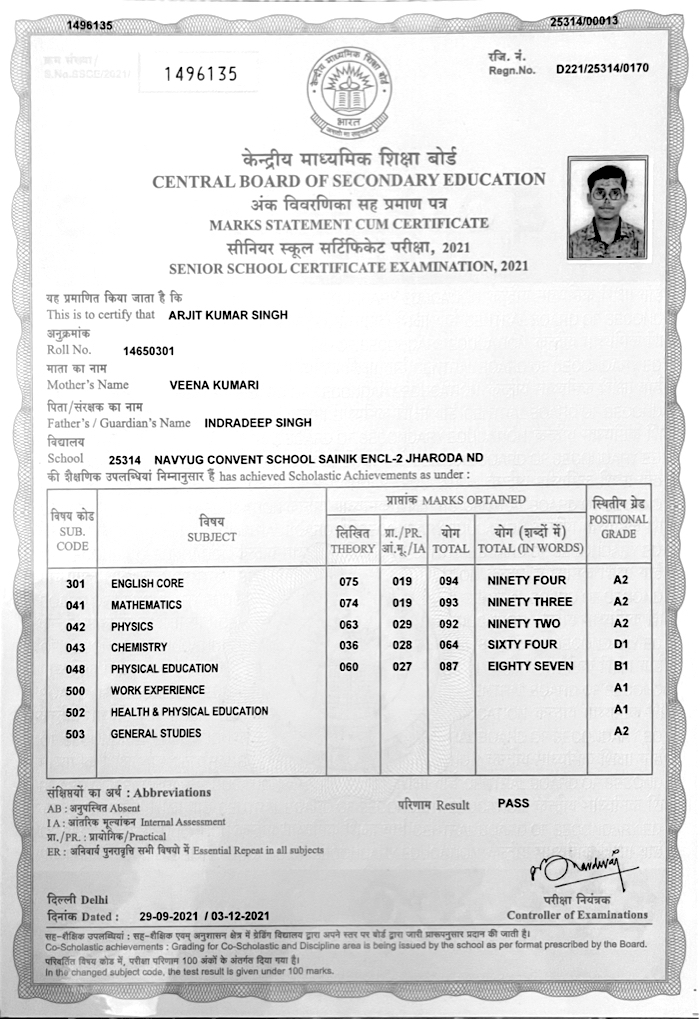 1496135 25314/00013
क्रम संख्या / रजि. नं.
S.No.SSCE/2021/ 1496135 Regn.No. D221/25314/0170
केन्द्रीय माध्यमिक शिक्षा बोर्ड
भारत
असतो मा सद्गमय
केन्द्रीय माध्यमिक शिक्षा बोर्ड
CENTRAL BOARD OF SECONDARY EDUCATION
अंक विवरणिका सह प्रमाण पत्र
MARKS STATEMENT CUM CERTIFICATE
सीनियर स्कूल सर्टिफिकेट परीक्षा, 2021
SENIOR SCHOOL CERTIFICATE EXAMINATION, 2021
यह प्रमाणित किया जाता है कि
This is to certify that ARJIT KUMAR SINGH
अनुक्रमांक
Roll No. 14650301
माता का नाम
Mother's Name VEENA KUMARI
पिता/संरक्षक का नाम
Father's / Guardian's Name INDRADEEP SINGH
विद्यालय
School 25314 NAVYUG CONVENT SCHOOL SAINIK ENCL-2 JHARODA ND
की शैक्षणिक उपलब्धियां निम्नानुसार हैं has achieved Scholastic Achievements as under :
विषय कोड
SUB.
CODE
विषय
SUBJECT
प्राप्तांक MARKS OBTAINED
लिखित
THEORY
प्रा./PR.
आं.मू./IA
योग
TOTAL
योग (शब्दों में)
TOTAL (IN WORDS)
स्थितीय ग्रेड
POSITIONAL
GRADE
301 ENGLISH CORE 075 019 094 NINETY FOUR A2
041 MATHEMATICS 074 019 093 NINETY THREE A2
042 PHYSICS 063 029 092 NINETY TWO A2
043 CHEMISTRY 036 028 064 SIXTY FOUR D1
048 PHYSICAL EDUCATION 060 027 087 EIGHTY SEVEN B1
500 WORK EXPERIENCE A1
502 HEALTH & PHYSICAL EDUCATION A1
503 GENERAL STUDIES A2
संक्षिप्तियों का अर्थ : Abbreviations
AB : अनुपस्थित Absent परिणाम Result PASS
I A : आंतरिक मूल्यांकन Internal Assessment
प्रा./PR. : प्रायोगिक/Practical
ER : अनिवार्य पुनरावृत्ति सभी विषयो में Essential Repeat in all subjects
दिल्ली Delhi परीक्षा नियंत्रक
दिनांक Dated : 29-09-2021 / 03-12-2021 Controller of Examinations
सह-शैक्षिक उपलब्धियां : सह-शैक्षिक एवम् अनुशासन क्षेत्र में ग्रेडिंग विद्यालय द्वारा अपने स्तर पर बोर्ड द्वारा जारी प्रारूपनुसार प्रदान की जाती है।
Co-Scholastic achievements : Grading for Co-Scholastic and Discipline area is being issued by the school as per format prescribed by the Board.
परिवर्तित विषय कोड में, परीक्षा परिणाम 100 अंकों के अंतर्गत दिया गया है।
In the changed subject code, the test result is given under 100 marks.